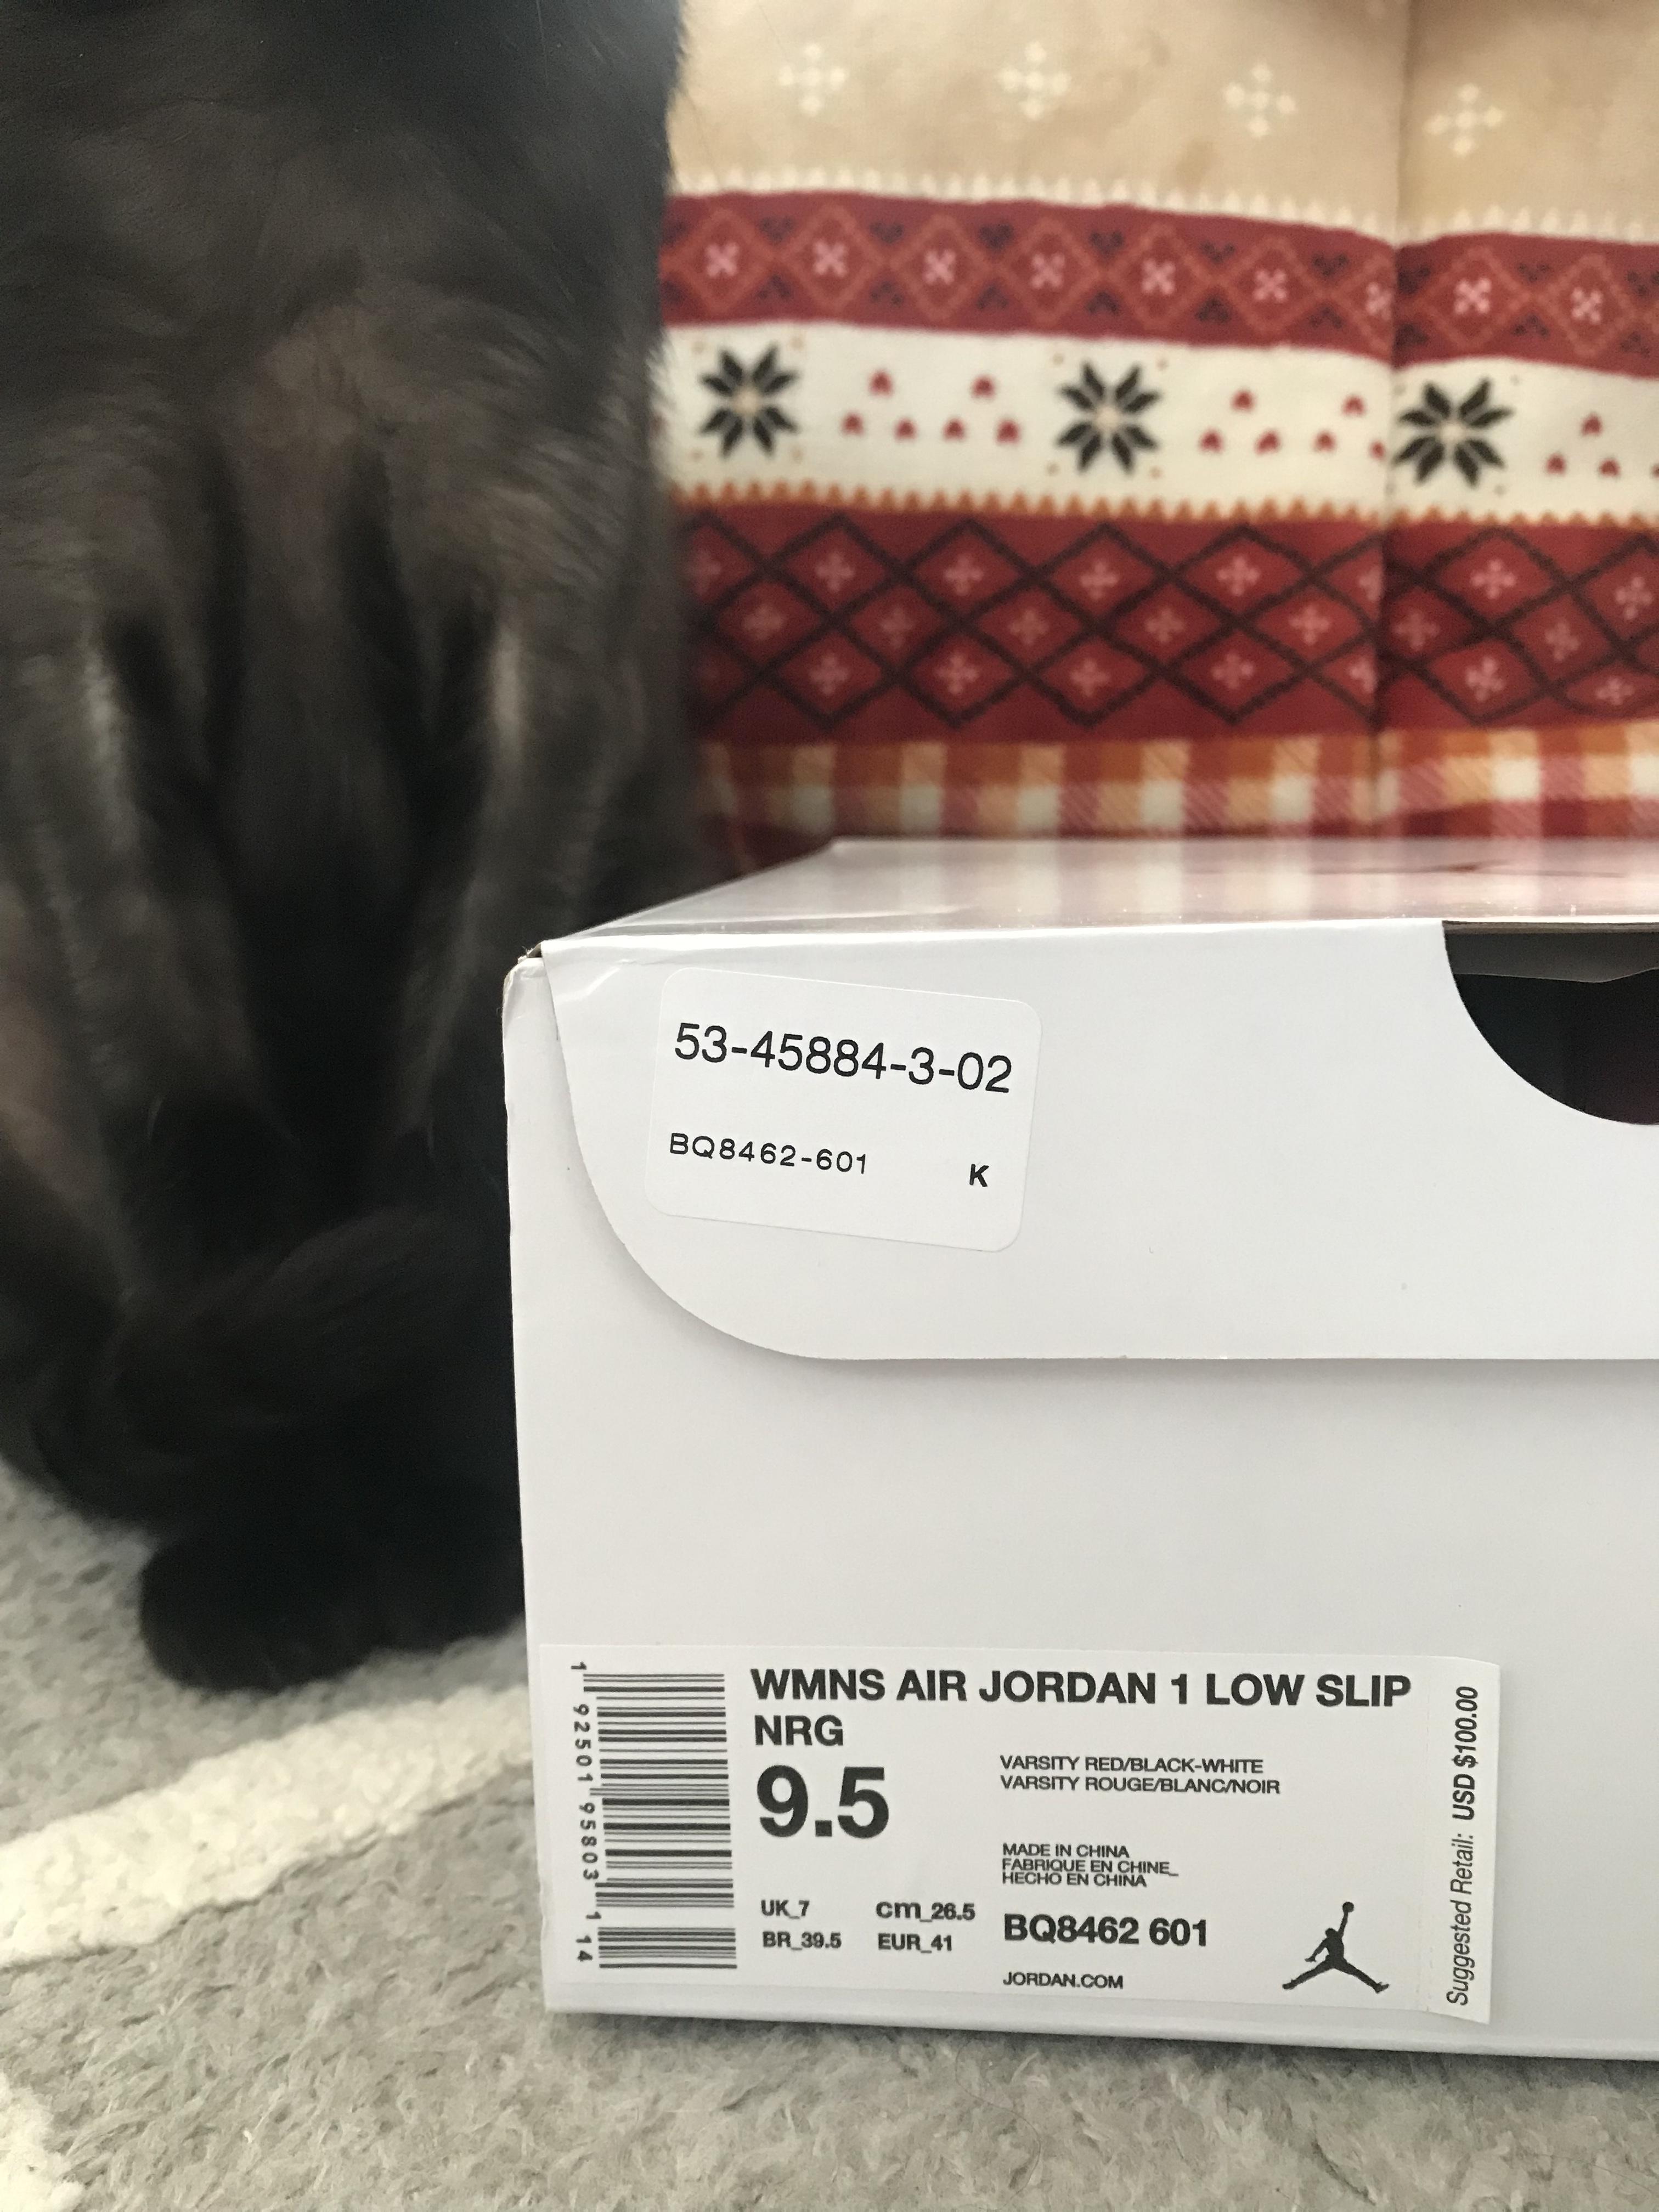 53-45884-3-02
BQ8462-601 K
WMNS AIR JORDAN 1 LOW SLIP
NRG
9.5
VARSITY RED/BLACK-WHITE
VARSITY ROUGE/BLANC/NOIR
MADE IN CHINA
FABRIQUE EN CHINE_
HECHO EN CHINA
UK_7 cm_26.5
BR_39.5 EUR_41
BQ8462 601
JORDAN.COM
1 92501 95803 1 14
Suggested Retail: USD $100.00